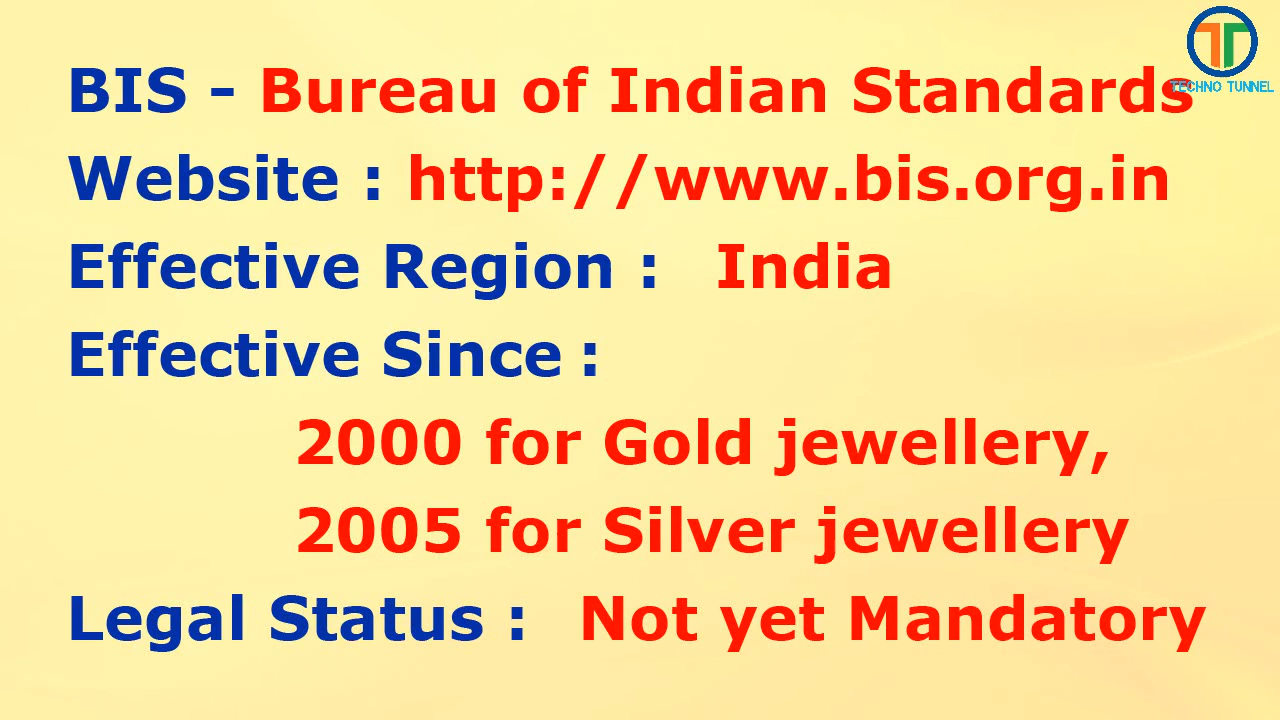 BIS - Bureau of Indian Standards
TECHNO TUNNEL
Website : http://www.bis.org.in
Effective Region : India
Effective Since :
2000 for Gold jewellery,
2005 for Silver jewellery
Legal Status : Not yet Mandatory